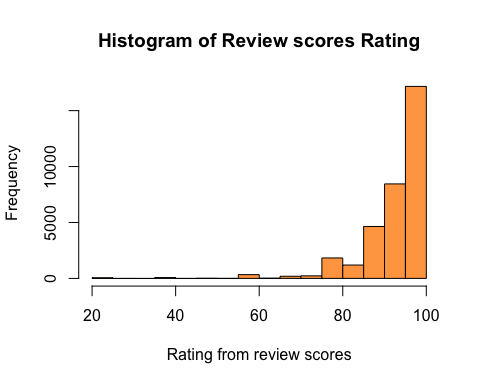 Histogram of Review scores Rating
Frequency
10000
5000
0
20 40 60 80 100
Rating from review scores